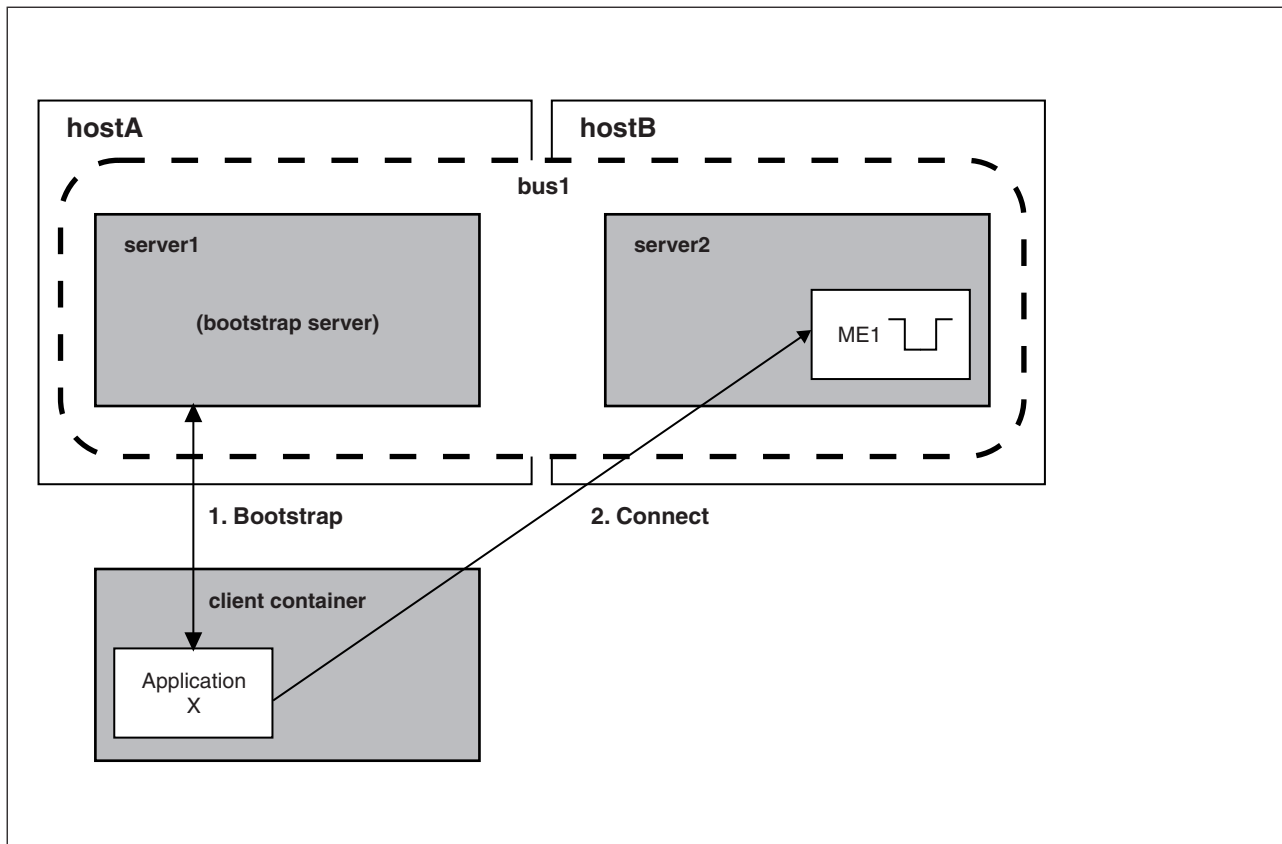 hostA
hostB
bus1
server1
server2
(bootstrap server)
ME1
1. Bootstrap
2. Connect
client container
Application
X